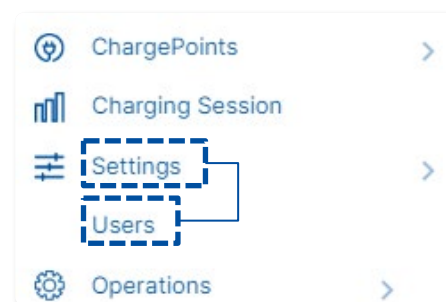 ChargePoints
Charging Session
Settings
Users
Operations